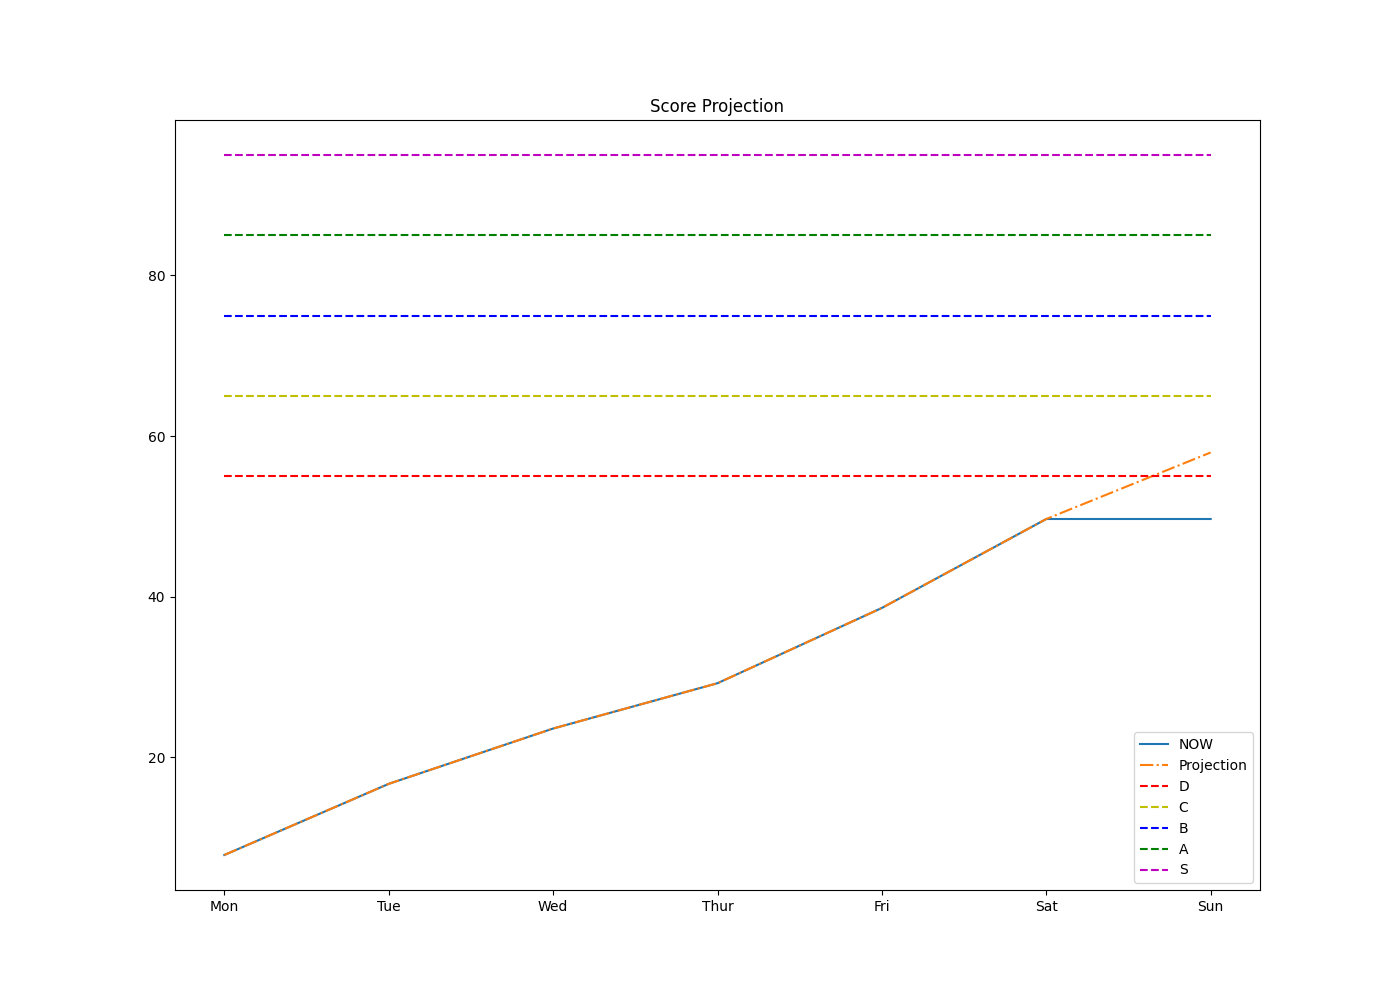 Score Projection
80
60
40
20
Mon Tue Wed Thur Fri Sat Sun
NOW
Projection
D
C
B
A
S